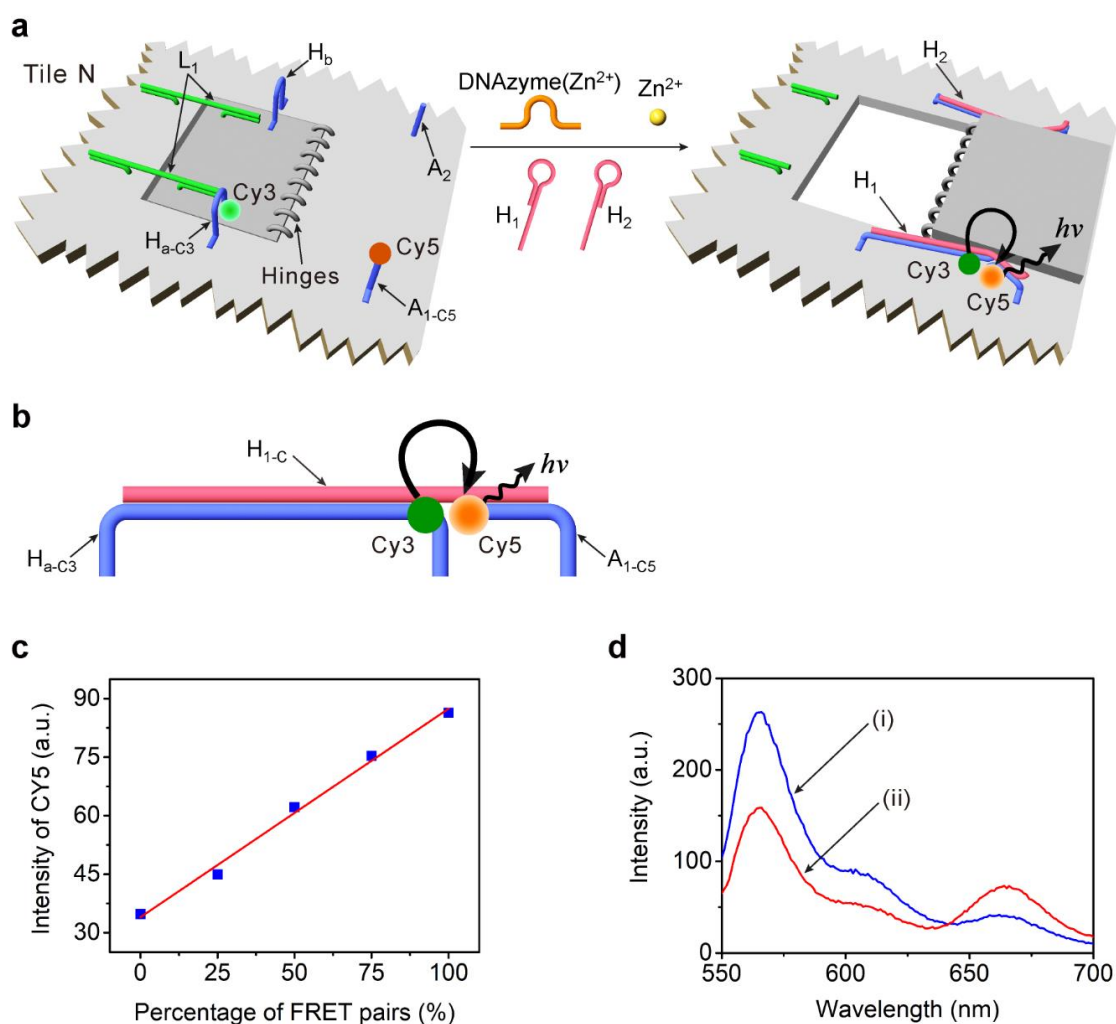 a
Tile N
L1
Hb
A2
Cy3
Cy5
Ha-C3
Hinges
A1-C5
DNAzyme(Zn2+)
Zn2+
H1
H2
H2
H1
hν
Cy3
Cy5
b
H1-C
hν
Ha-C3
Cy3
Cy5
A1-C5
c
Intensity of CY5 (a.u.)
90
75
60
45
30
0
25
50
75
100
Percentage of FRET pairs (%)
d
Intensity (a.u.)
300
200
100
0
(i)
(ii)
550
600
650
700
Wavelength (nm)